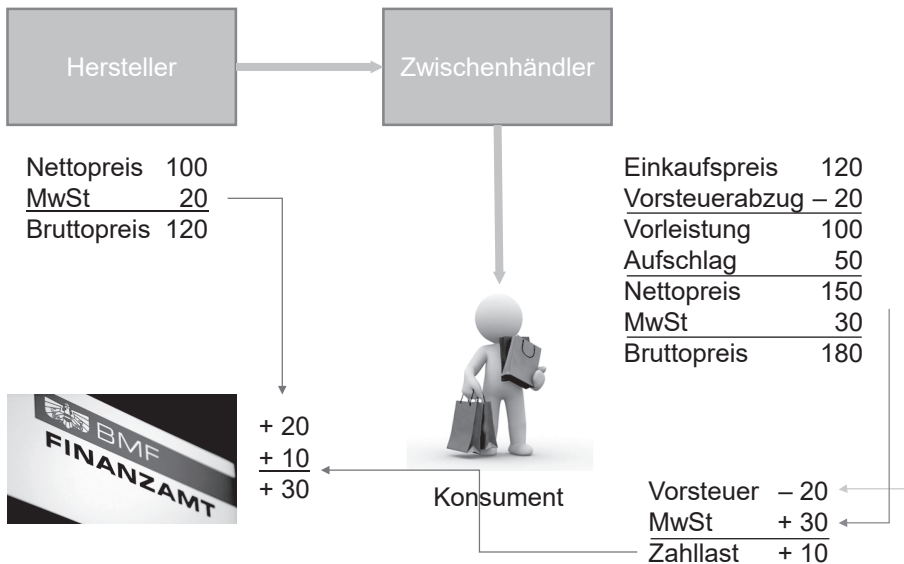 Hersteller
Zwischenhändler
Nettopreis 100
MwSt 20
Bruttopreis 120
Einkaufspreis 120
Vorsteuerabzug – 20
Vorleistung 100
Aufschlag 50
Nettopreis 150
MwSt 30
Bruttopreis 180
BMF
FINANZAMT
+ 20
+ 10
+ 30
Konsument
Vorsteuer – 20
MwSt + 30
Zahllast + 10